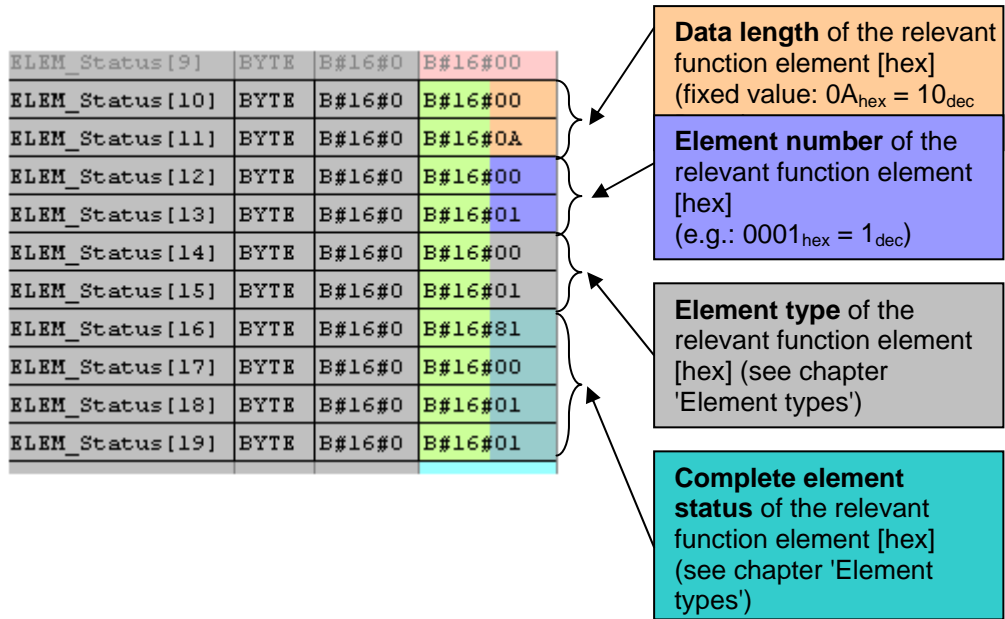 ELEM_Status[9] BYTE B#16#0 B#16#00
ELEM_Status[10] BYTE B#16#0 B#16#00
ELEM_Status[11] BYTE B#16#0 B#16#0A
ELEM_Status[12] BYTE B#16#0 B#16#00
ELEM_Status[13] BYTE B#16#0 B#16#01
ELEM_Status[14] BYTE B#16#0 B#16#00
ELEM_Status[15] BYTE B#16#0 B#16#01
ELEM_Status[16] BYTE B#16#0 B#16#81
ELEM_Status[17] BYTE B#16#0 B#16#00
ELEM_Status[18] BYTE B#16#0 B#16#01
ELEM_Status[19] BYTE B#16#0 B#16#01
Data length of the relevant
function element [hex]
(fixed value: 0Ahex = 10dec
Element number of the
relevant function element
[hex]
(e.g.: 0001hex = 1dec)
Element type of the
relevant function element
[hex] (see chapter
'Element types')
Complete element
status of the relevant
function element [hex]
(see chapter 'Element
types')